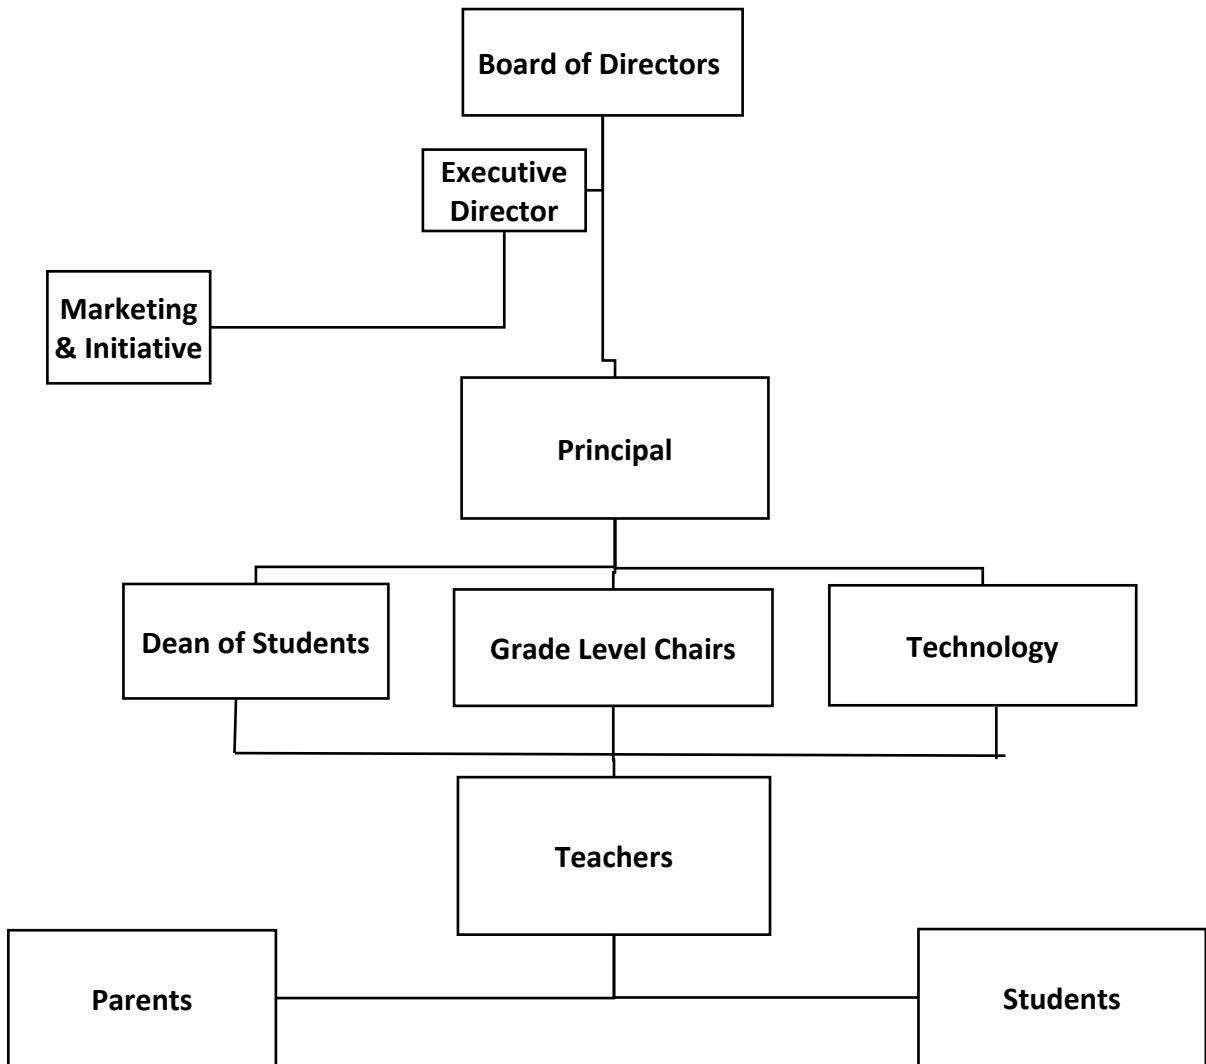 Board of Directors
Executive
Director
Marketing
& Initiative
Principal
Dean of Students
Grade Level Chairs
Technology
Teachers
Parents
Students